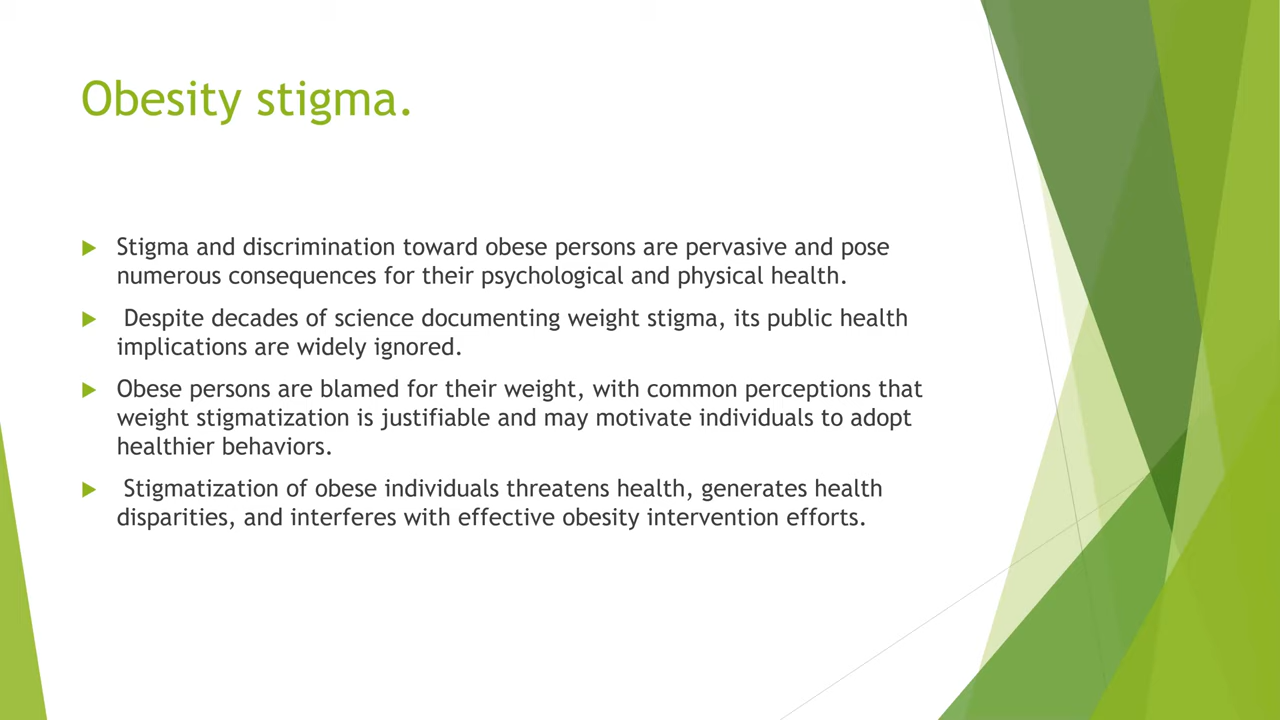 Obesity stigma.
Stigma and discrimination toward obese persons are pervasive and pose
numerous consequences for their psychological and physical health.
Despite decades of science documenting weight stigma, its public health
implications are widely ignored.
Obese persons are blamed for their weight, with common perceptions that
weight stigmatization is justifiable and may motivate individuals to adopt
healthier behaviors.
Stigmatization of obese individuals threatens health, generates health
disparities, and interferes with effective obesity intervention efforts.